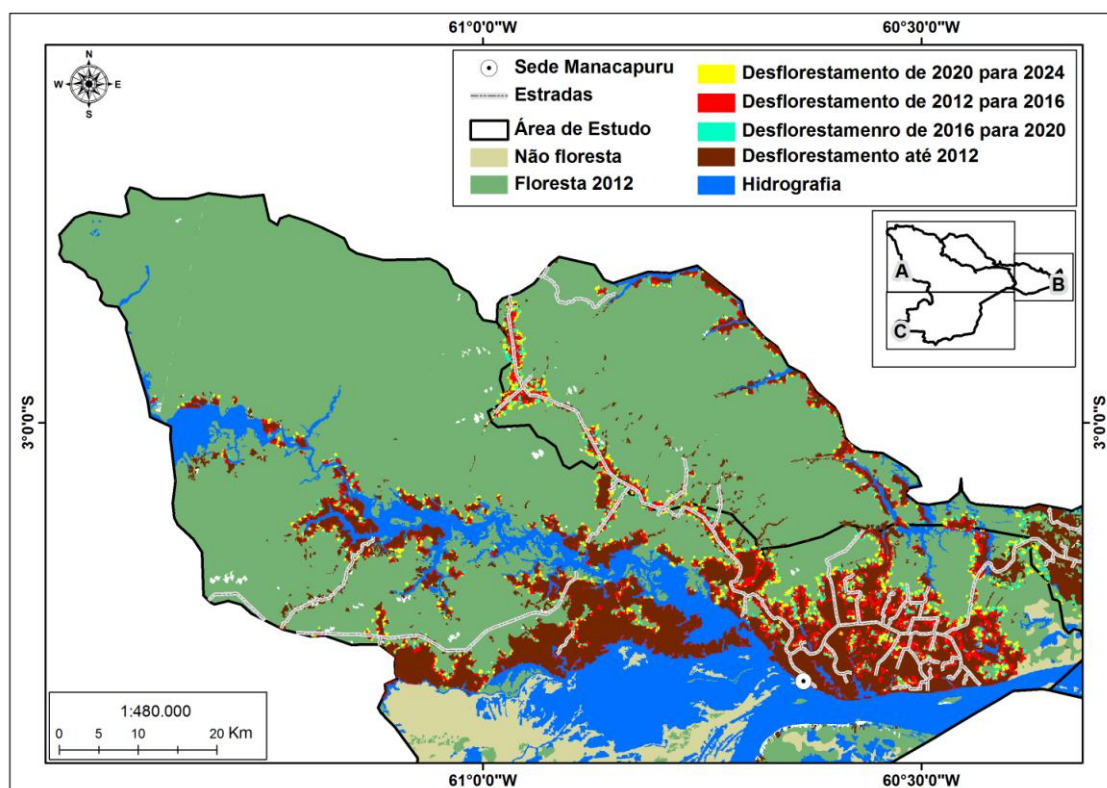 61°0'0"W
60°30'0"W
N
W
E
S
Sede Manacapuru
Estradas
Área de Estudo
Não floresta
Floresta 2012
Desflorestamento de 2020 para 2024
Desflorestamento de 2012 para 2016
Desflorestamenro de 2016 para 2020
Desflorestamento até 2012
Hidrografia
A
B
C
3°0'0"S
3°0'0"S
1:480.000
0 5 10 20 Km
61°0'0"W
60°30'0"W